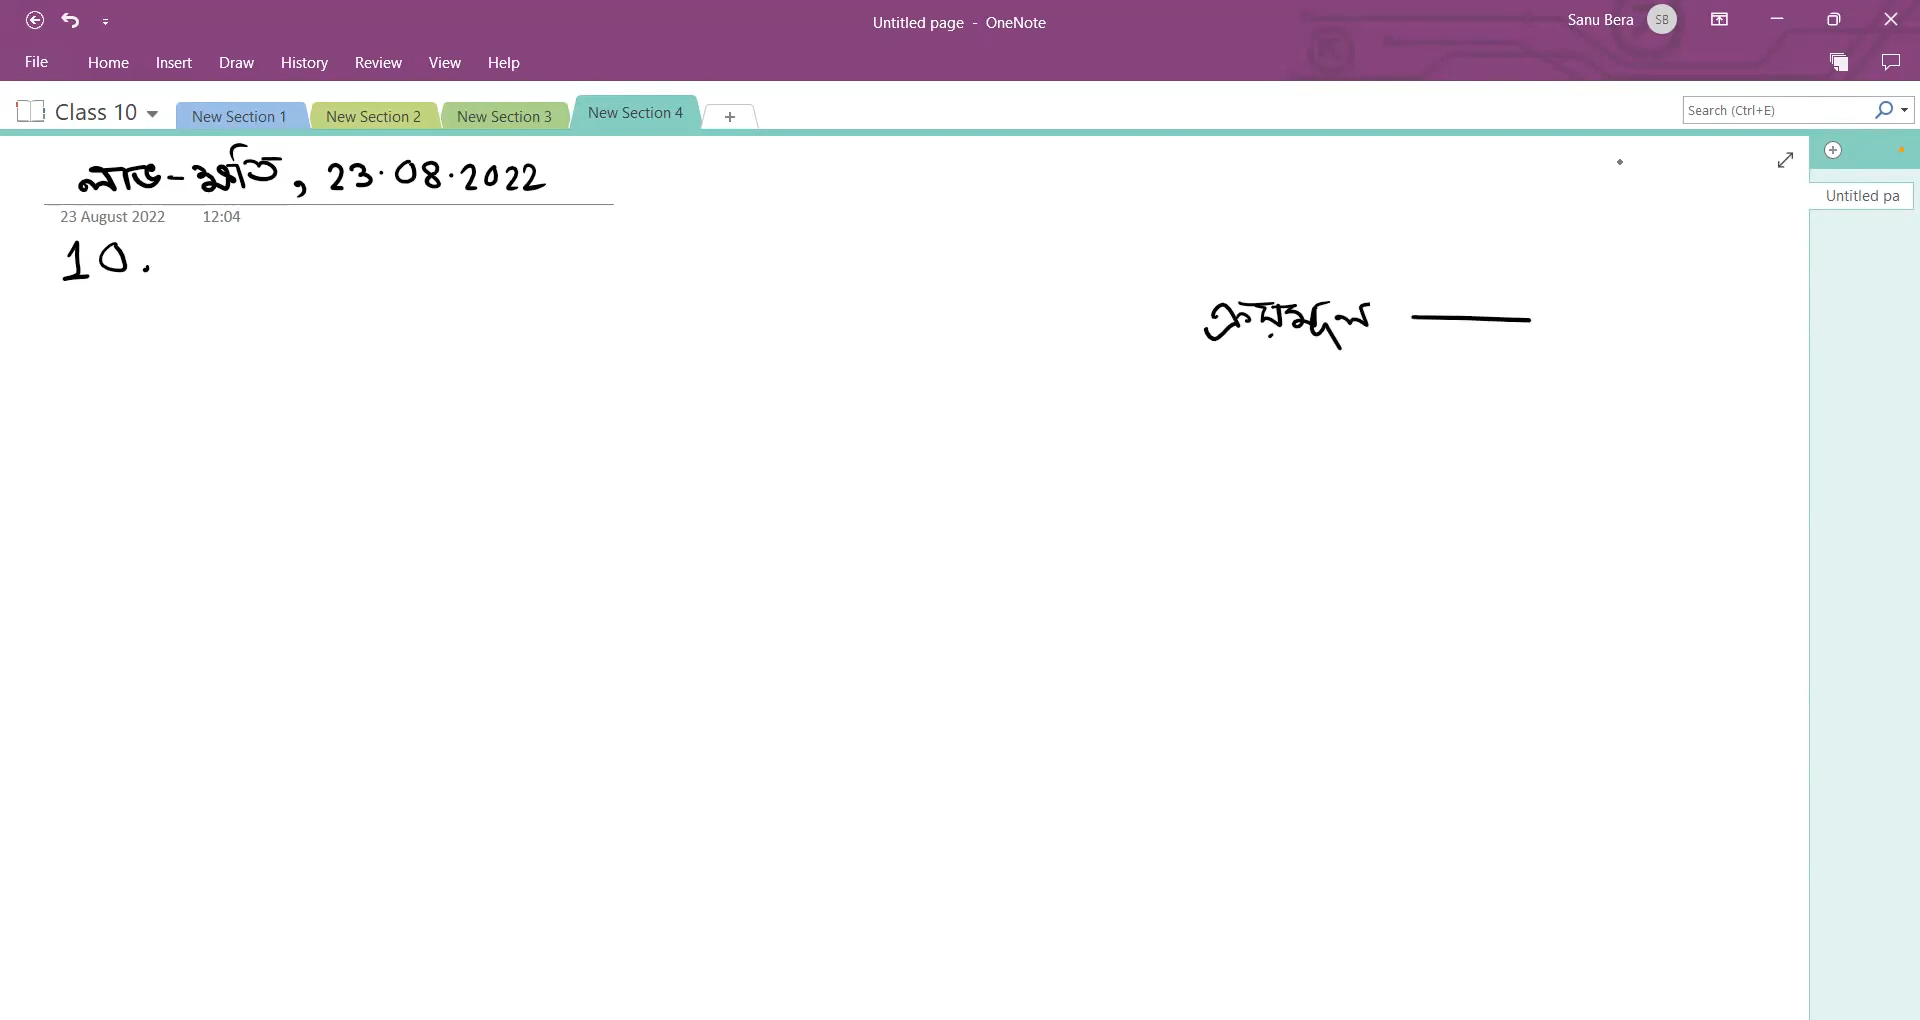 Untitled page - OneNote
Sanu Bera SB
File Home Insert Draw History Review View Help
Class 10 New Section 1 New Section 2 New Section 3 New Section 4 +
Search (Ctrl+E)
লাভ-ক্ষতি, 23.08.2022
Untitled pa
23 August 2022 12:04
10.
ক্রয়মূল্য